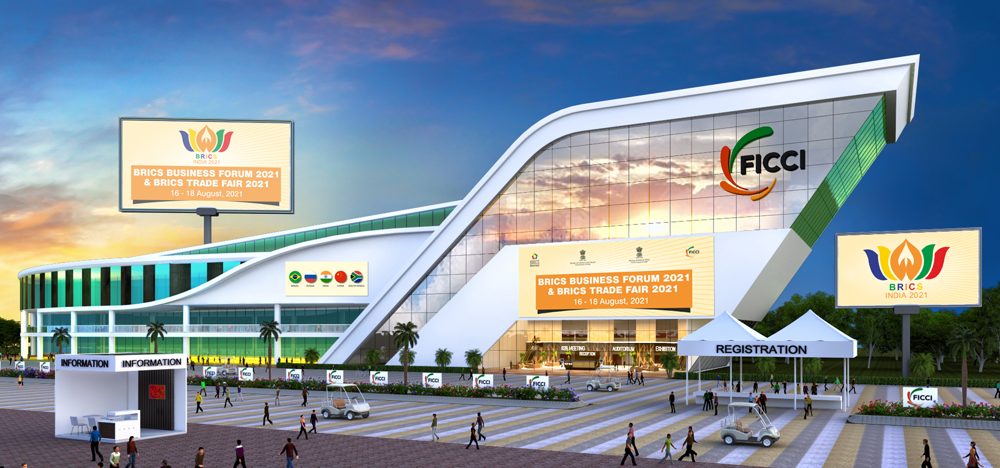 BRICS
INDIA 2021
BRICS BUSINESS FORUM 2021
& BRICS TRADE FAIR 2021
16 - 18 August, 2021
FICCI
BRAZIL
RUSSIA
INDIA
CHINA
SOUTH AFRICA
BRICS
FICCI
BRICS BUSINESS FORUM 2021
& BRICS TRADE FAIR 2021
16 - 18 August, 2021
BRICS
INDIA 2021
B2B MEETING
RECEPTION
AUDITORIUM
EXHIBITION
REGISTRATION
INFORMATION
INFORMATION
FICCI
FICCI
FICCI
FICCI
FICCI
FICCI
FICCI
FICCI
FICCI
FICCI
FICCI